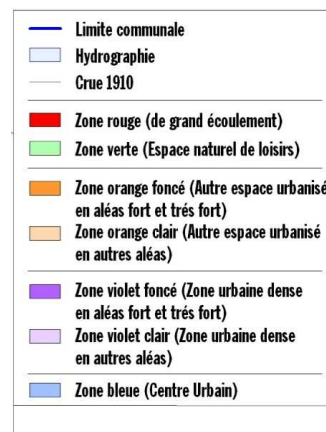 Limite communale
Hydrographie
Crue 1910
Zone rouge (de grand écoulement)
Zone verte (Espace naturel de loisirs)
Zone orange foncé (Autre espace urbanisé
en aléas fort et trés fort)
Zone orange clair (Autre espace urbanisé
en autres aléas)
Zone violet foncé (Zone urbaine dense
en aléas fort et trés fort)
Zone violet clair (Zone urbaine dense
en autres aléas)
Zone bleue (Centre Urbain)